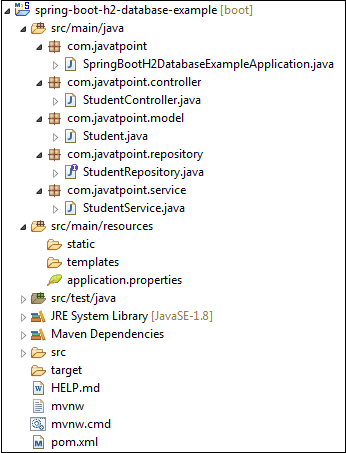 spring-boot-h2-database-example [boot]
src/main/java
com.javatpoint
SpringBootH2DatabaseExampleApplication.java
com.javatpoint.controller
StudentController.java
com.javatpoint.model
Student.java
com.javatpoint.repository
StudentRepository.java
com.javatpoint.service
StudentService.java
src/main/resources
static
templates
application.properties
src/test/java
JRE System Library [JavaSE-1.8]
Maven Dependencies
src
target
HELP.md
mvnw
mvnw.cmd
pom.xml